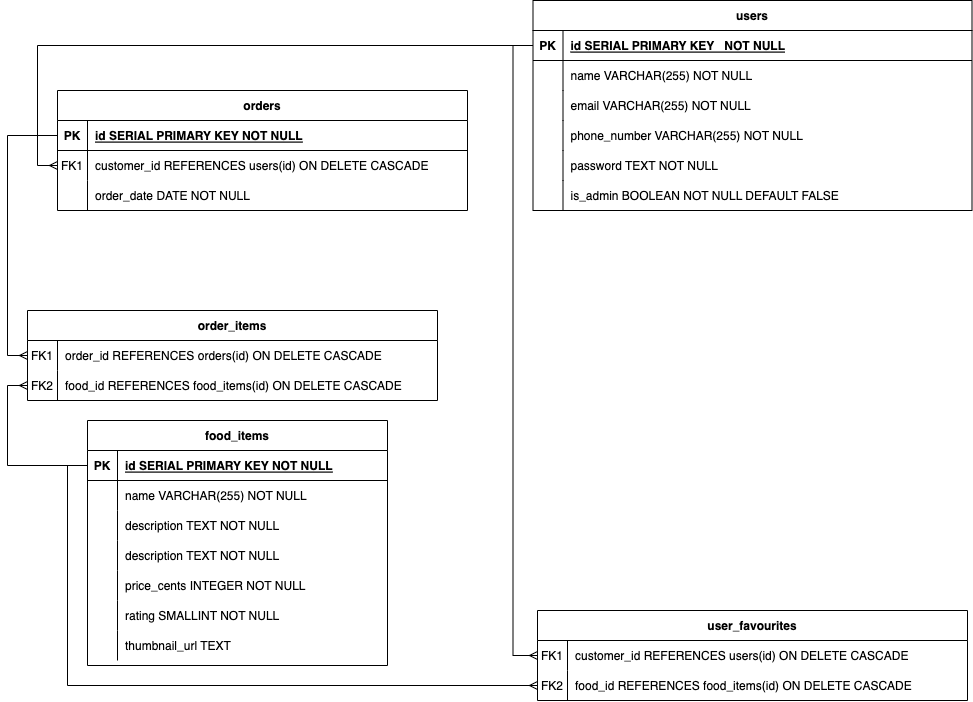 users
PK id SERIAL PRIMARY KEY NOT NULL
name VARCHAR(255) NOT NULL
email VARCHAR(255) NOT NULL
phone_number VARCHAR(255) NOT NULL
password TEXT NOT NULL
is_admin BOOLEAN NOT NULL DEFAULT FALSE
orders
PK id SERIAL PRIMARY KEY NOT NULL
FK1 customer_id REFERENCES users(id) ON DELETE CASCADE
order_date DATE NOT NULL
order_items
FK1 order_id REFERENCES orders(id) ON DELETE CASCADE
FK2 food_id REFERENCES food_items(id) ON DELETE CASCADE
food_items
PK id SERIAL PRIMARY KEY NOT NULL
name VARCHAR(255) NOT NULL
description TEXT NOT NULL
description TEXT NOT NULL
price_cents INTEGER NOT NULL
rating SMALLINT NOT NULL
thumbnail_url TEXT
user_favourites
FK1 customer_id REFERENCES users(id) ON DELETE CASCADE
FK2 food_id REFERENCES food_items(id) ON DELETE CASCADE